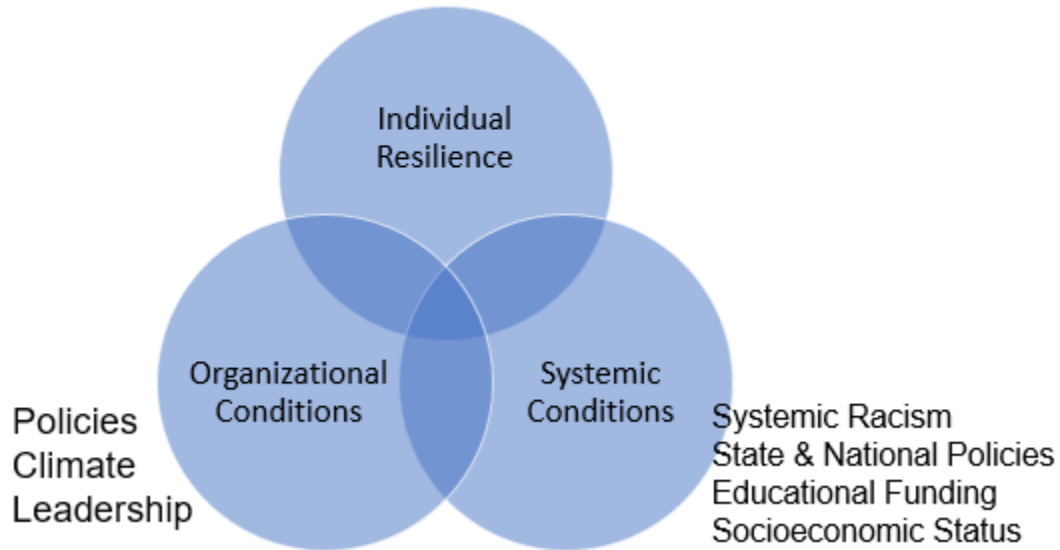 Individual
Resilience
Organizational
Conditions
Systemic
Conditions
Policies
Climate
Leadership
Systemic Racism
State & National Policies
Educational Funding
Socioeconomic Status